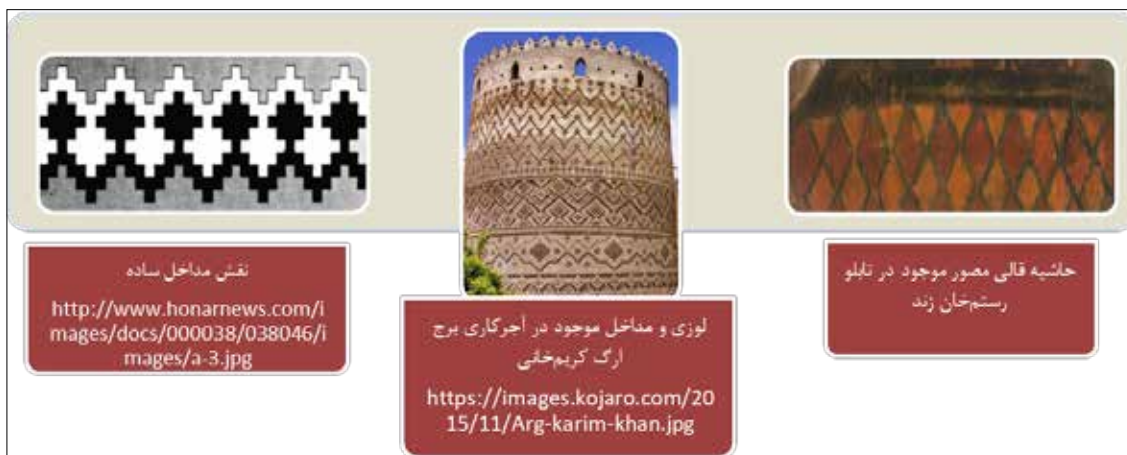 حاشیه قالی مصور موجود در تابلو
رستم‌خان زند
لوزی و مداخل موجود در آجرکاری برج
ارگ کریم‌خانی
https://images.kojaro.com/20
15/11/Arg-karim-khan.jpg
نقش مداخل ساده
http://www.honarnews.com/i
mages/docs/000038/038046/i
mages/a-3.jpg